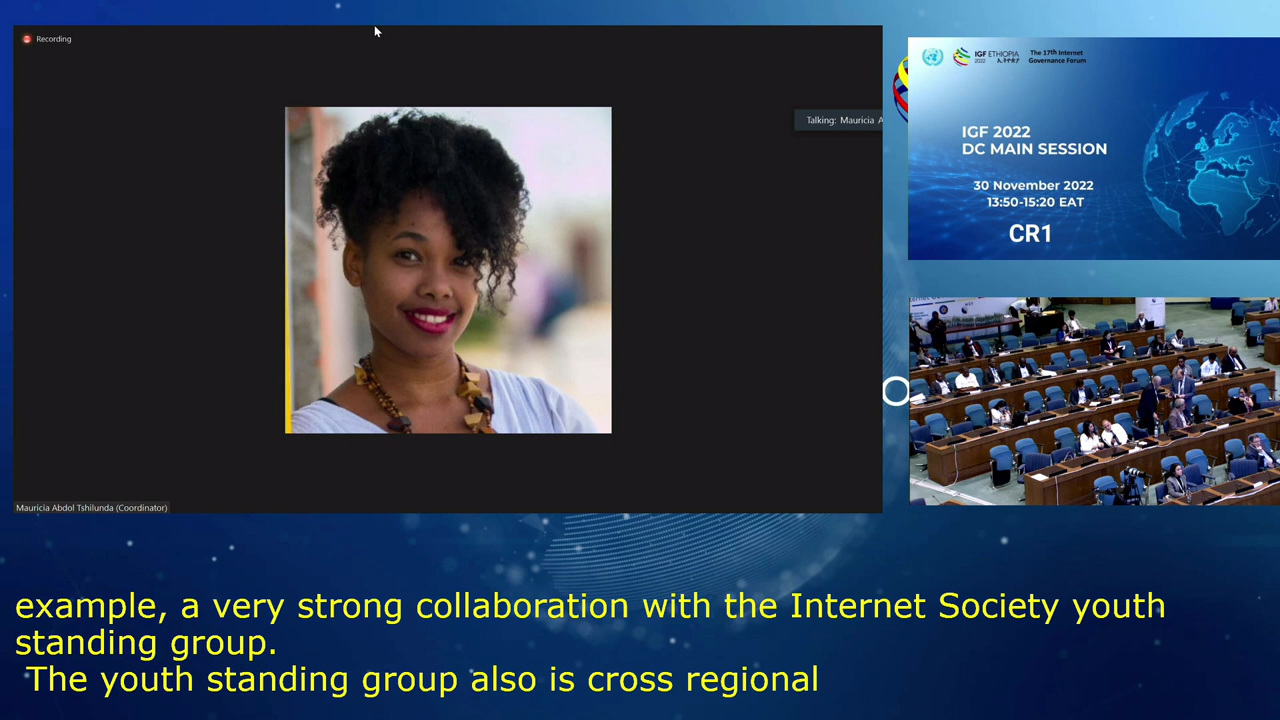 Recording
Talking: Mauricia A
Mauricia Abdol Tshilunda (Coordinator)
IGF ETHIOPIA
2022 ኢትዮጵያ
The 17th Internet
Governance Forum
IGF 2022
DC MAIN SESSION
30 November 2022
13:50-15:20 EAT
CR1
example, a very strong collaboration with the Internet Society youth
standing group.
The youth standing group also is cross regional